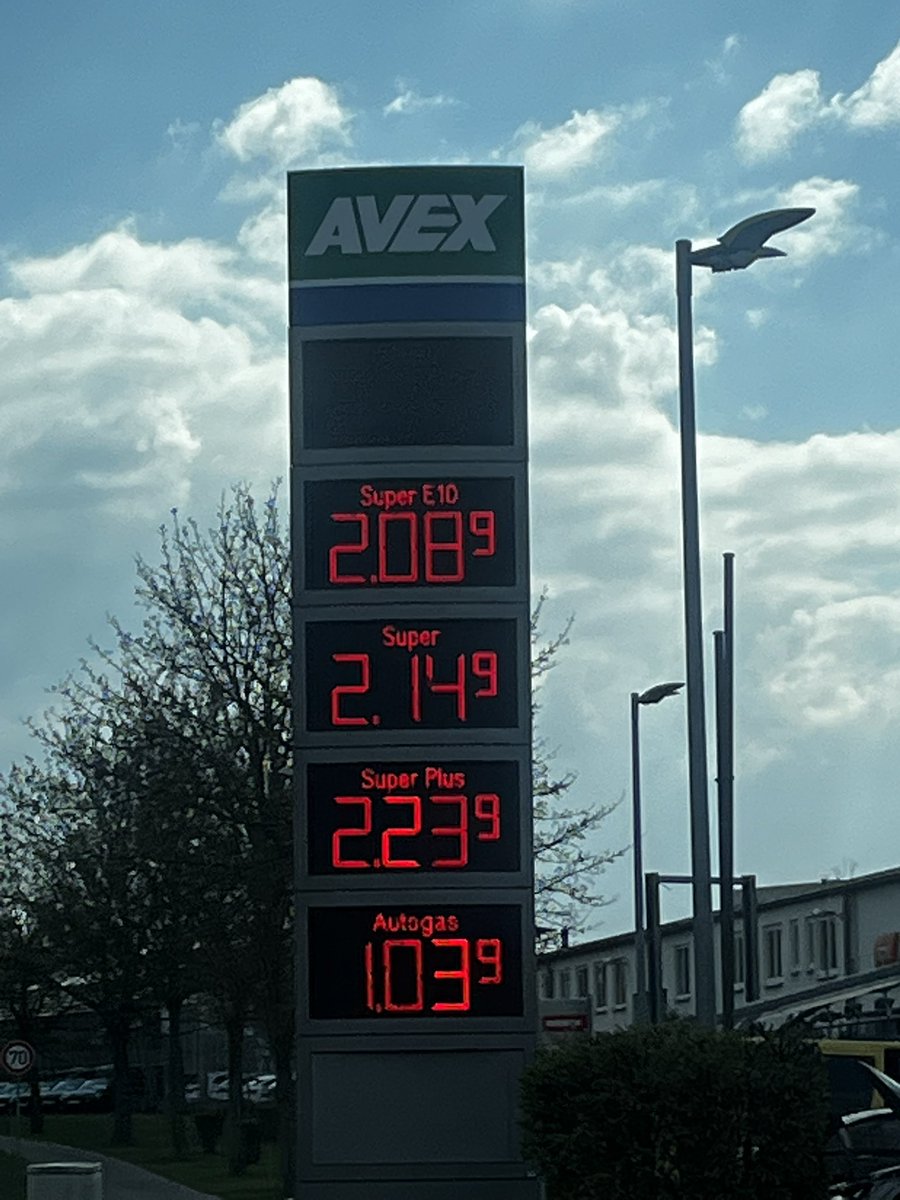 AVEX
Super E10
2.08⁹
Super
2.14⁹
Super Plus
2.23⁹
Autogas
1.03⁹
70